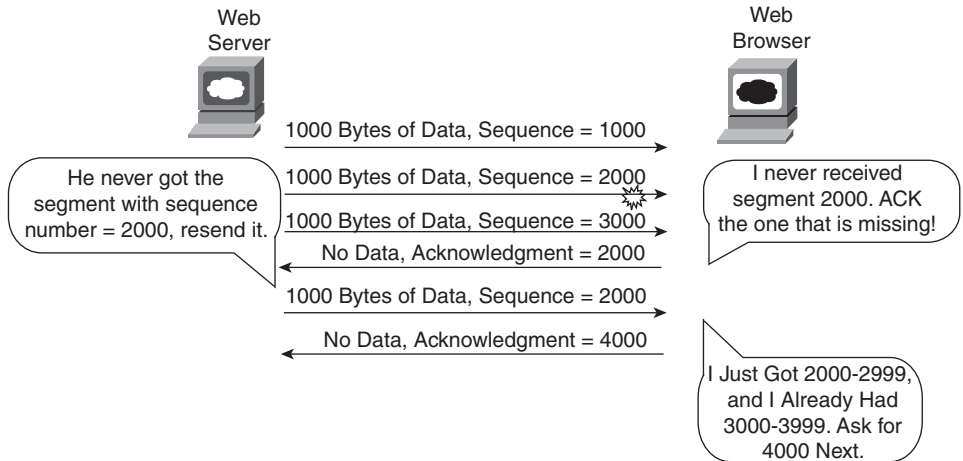 Web
Server
Web
Browser
1000 Bytes of Data, Sequence = 1000
He never got the
segment with sequence
number = 2000, resend it.
1000 Bytes of Data, Sequence = 2000
I never received
segment 2000. ACK
the one that is missing!
1000 Bytes of Data, Sequence = 3000
No Data, Acknowledgment = 2000
1000 Bytes of Data, Sequence = 2000
No Data, Acknowledgment = 4000
I Just Got 2000-2999,
and I Already Had
3000-3999. Ask for
4000 Next.